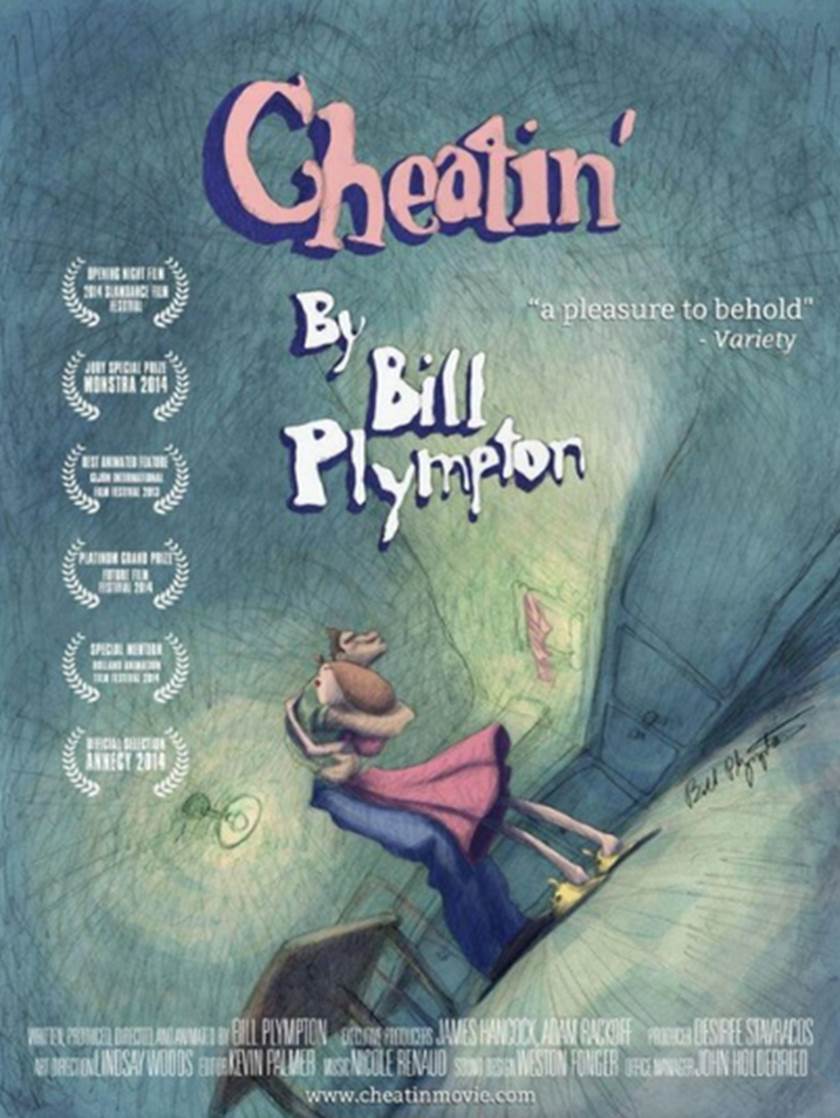 Cheatin'
By
Bill
Plympton
"a pleasure to behold"
- Variety
OPENING NIGHT FILM
2014 SLAMDANCE FILM
FESTIVAL
JURY SPECIAL PRIZE
MONSTRA 2014
BEST ANIMATED FEATURE
GIJON INTERNATIONAL
FILM FESTIVAL 2013
PLATINUM GRAND PRIZE
FUTURE FILM
FESTIVAL 2014
SPECIAL MENTION
HOLLAND ANIMATION
FILM FESTIVAL 2014
OFFICIAL SELECTION
ANNECY 2014
Bill Plympton
WRITTEN, PRODUCED, DIRECTED AND ANIMATED BY BILL PLYMPTON EXECUTIVE PRODUCERS JAMES HANCOCK, ADAM RACKOFF PRODUCER DESIREE STAVRACOS
ART DIRECTION LINDSAY WOODS EDITOR KEVIN PALMER MUSIC NICOLE RENAUD SOUND DESIGN WESTON FONGER OFFICE MANAGER JOHN HOLDERRIED
www.cheatinmovie.com